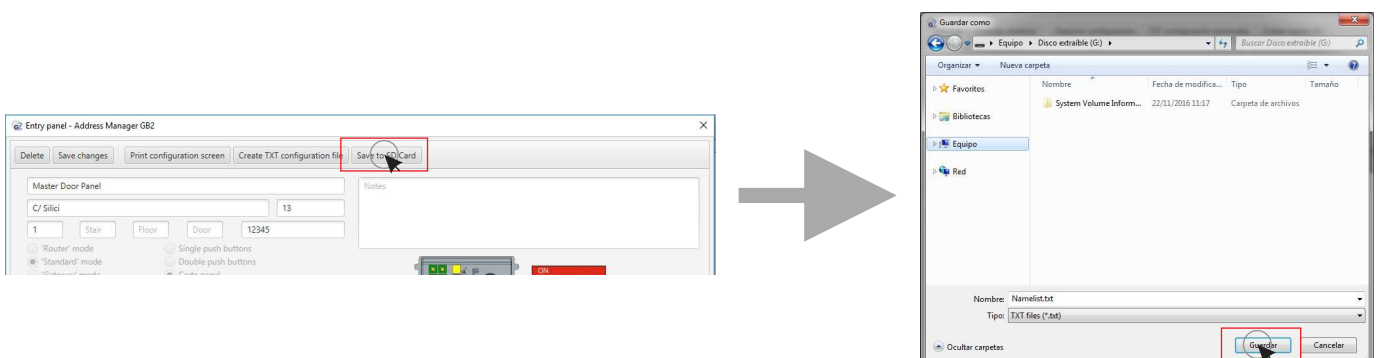 Entry panel - Address Manager GB2
Delete Save changes Print configuration screen Create TXT configuration file Save to SD Card
Master Door Panel Notes
C/ Silici 13
1 Stair Floor Door 12345
'Router' mode Single push buttons
'Standard' mode Double push buttons
'Gateway' mode Code panel
ON
Guardar como
Equipo Disco extraíble (G:) Buscar Disco extraíble (G:)
Organizar Nueva carpeta
Nombre Fecha de modifica... Tipo Tamaño
Favoritos
System Volume Inform... 22/11/2016 11:17 Carpeta de archivos
Bibliotecas
Equipo
Red
Nombre: Namelist.txt
Tipo: TXT files (*.txt)
Ocultar carpetas Guardar Cancelar